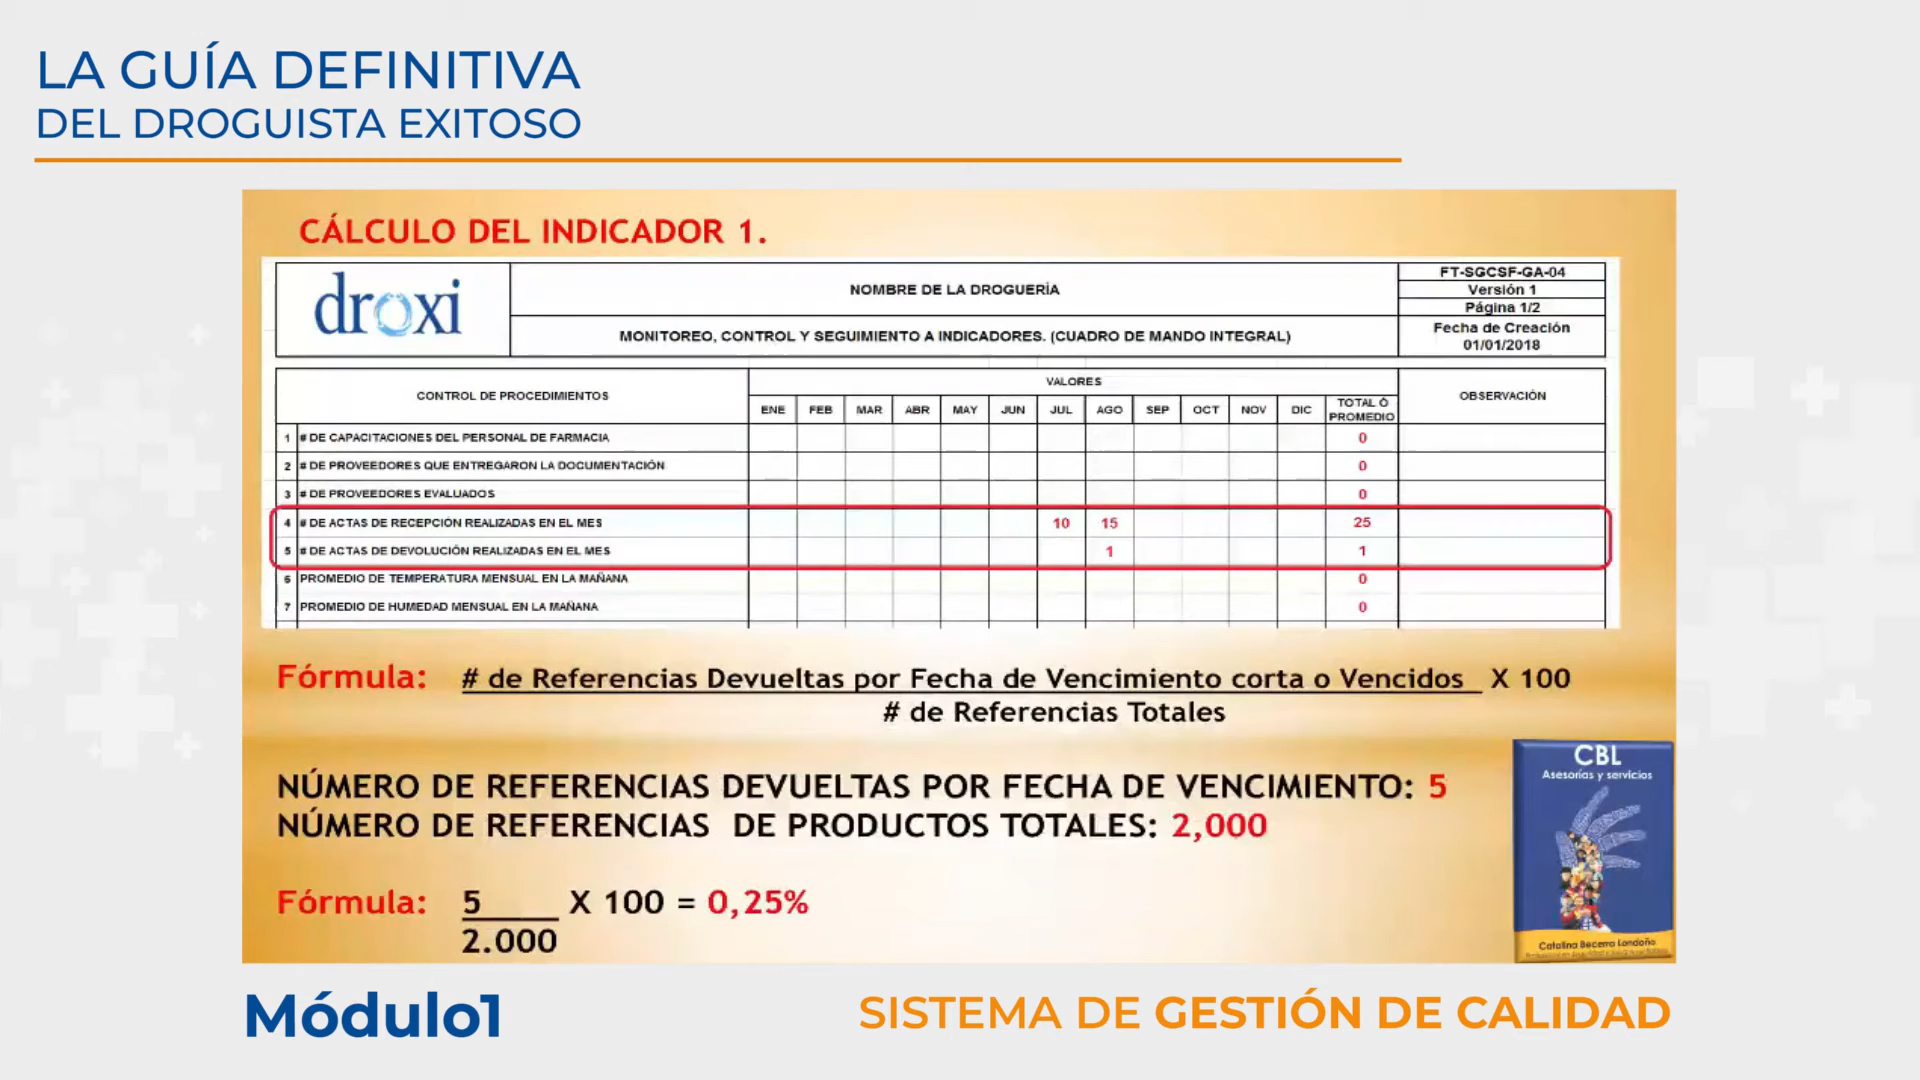 LA GUÍA DEFINITIVA
DEL DROGUISTA EXITOSO
CÁLCULO DEL INDICADOR 1.
droxi
NOMBRE DE LA DROGUERÍA
MONITOREO, CONTROL Y SEGUIMIENTO A INDICADORES. (CUADRO DE MANDO INTEGRAL)
FT-SGCSF-GA-04
Versión 1
Página 1/2
Fecha de Creación
01/01/2018
CONTROL DE PROCEDIMIENTOS
VALORES
OBSERVACIÓN
ENE FEB MAR ABR MAY JUN JUL AGO SEP OCT NOV DIC TOTAL Ó PROMEDIO
1 # DE CAPACITACIONES DEL PERSONAL DE FARMACIA 0
2 # DE PROVEEDORES QUE ENTREGARON LA DOCUMENTACIÓN 0
3 # DE PROVEEDORES EVALUADOS 0
4 # DE ACTAS DE RECEPCIÓN REALIZADAS EN EL MES 10 15 25
5 # DE ACTAS DE DEVOLUCIÓN REALIZADAS EN EL MES 1 1
6 PROMEDIO DE TEMPERATURA MENSUAL EN LA MAÑANA 0
7 PROMEDIO DE HUMEDAD MENSUAL EN LA MAÑANA 0
Fórmula: # de Referencias Devueltas por Fecha de Vencimiento corta o Vencidos X 100
# de Referencias Totales
NÚMERO DE REFERENCIAS DEVUELTAS POR FECHA DE VENCIMIENTO: 5
NÚMERO DE REFERENCIAS DE PRODUCTOS TOTALES: 2,000
Fórmula: 5 X 100 = 0,25%
2.000
CBL
Asesorías y servicios
Catalina Becerra Londoño
Módulo1
SISTEMA DE GESTIÓN DE CALIDAD